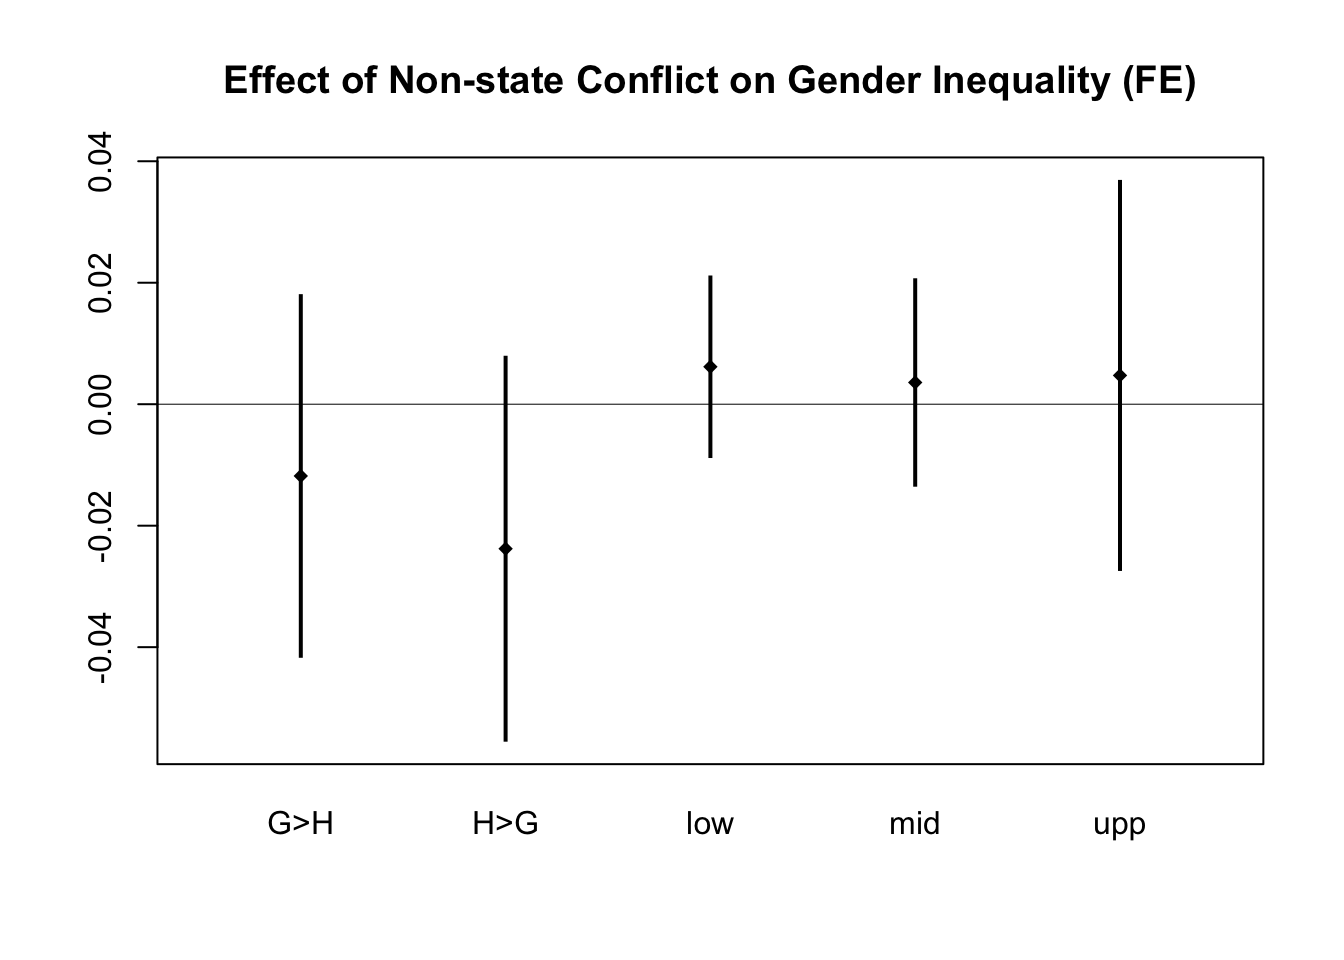 Effect of Non-state Conflict on Gender Inequality (FE)
0.04
0.02
0.00
-0.02
-0.04
G>H H>G low mid upp